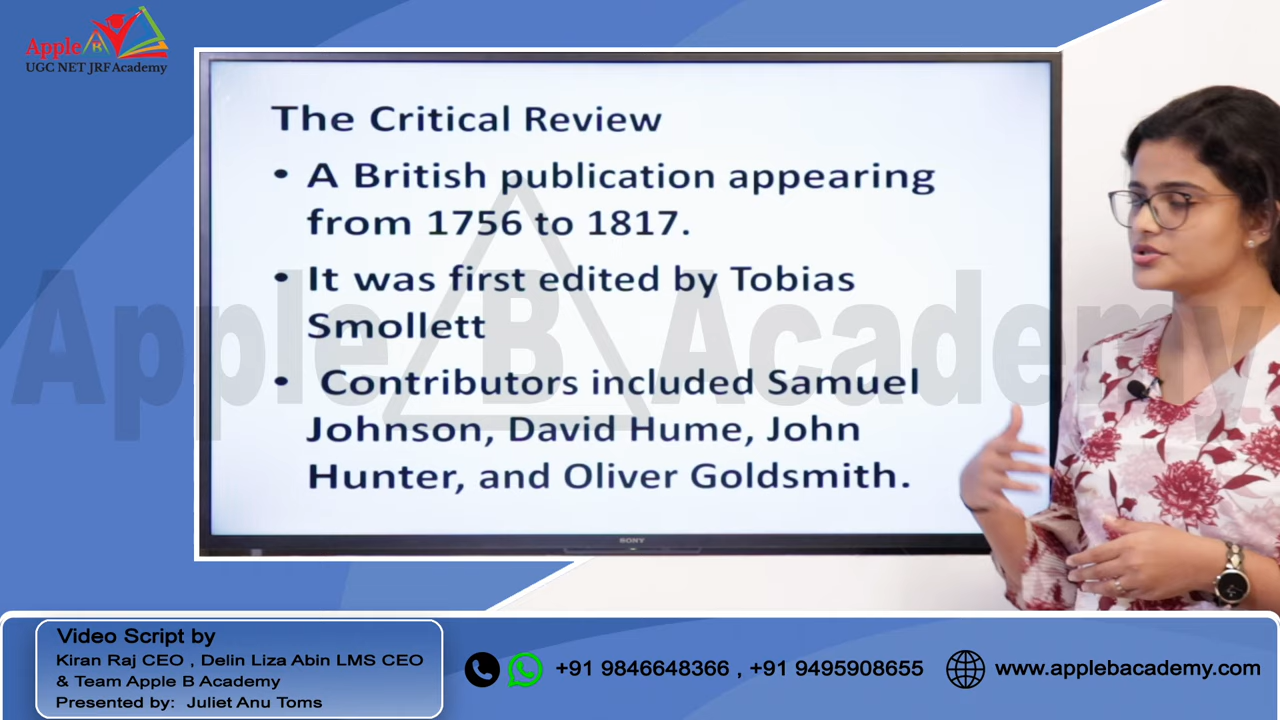 Apple B
UGC NET JRF Academy
The Critical Review
• A British publication appearing
from 1756 to 1817.
• It was first edited by Tobias
Smollett
• Contributors included Samuel
Johnson, David Hume, John
Hunter, and Oliver Goldsmith.
Apple B Academy
SONY
Video Script by
Kiran Raj CEO , Delin Liza Abin LMS CEO
& Team Apple B Academy
Presented by: Juliet Anu Toms
+91 9846648366 , +91 9495908655
www.applebacademy.com